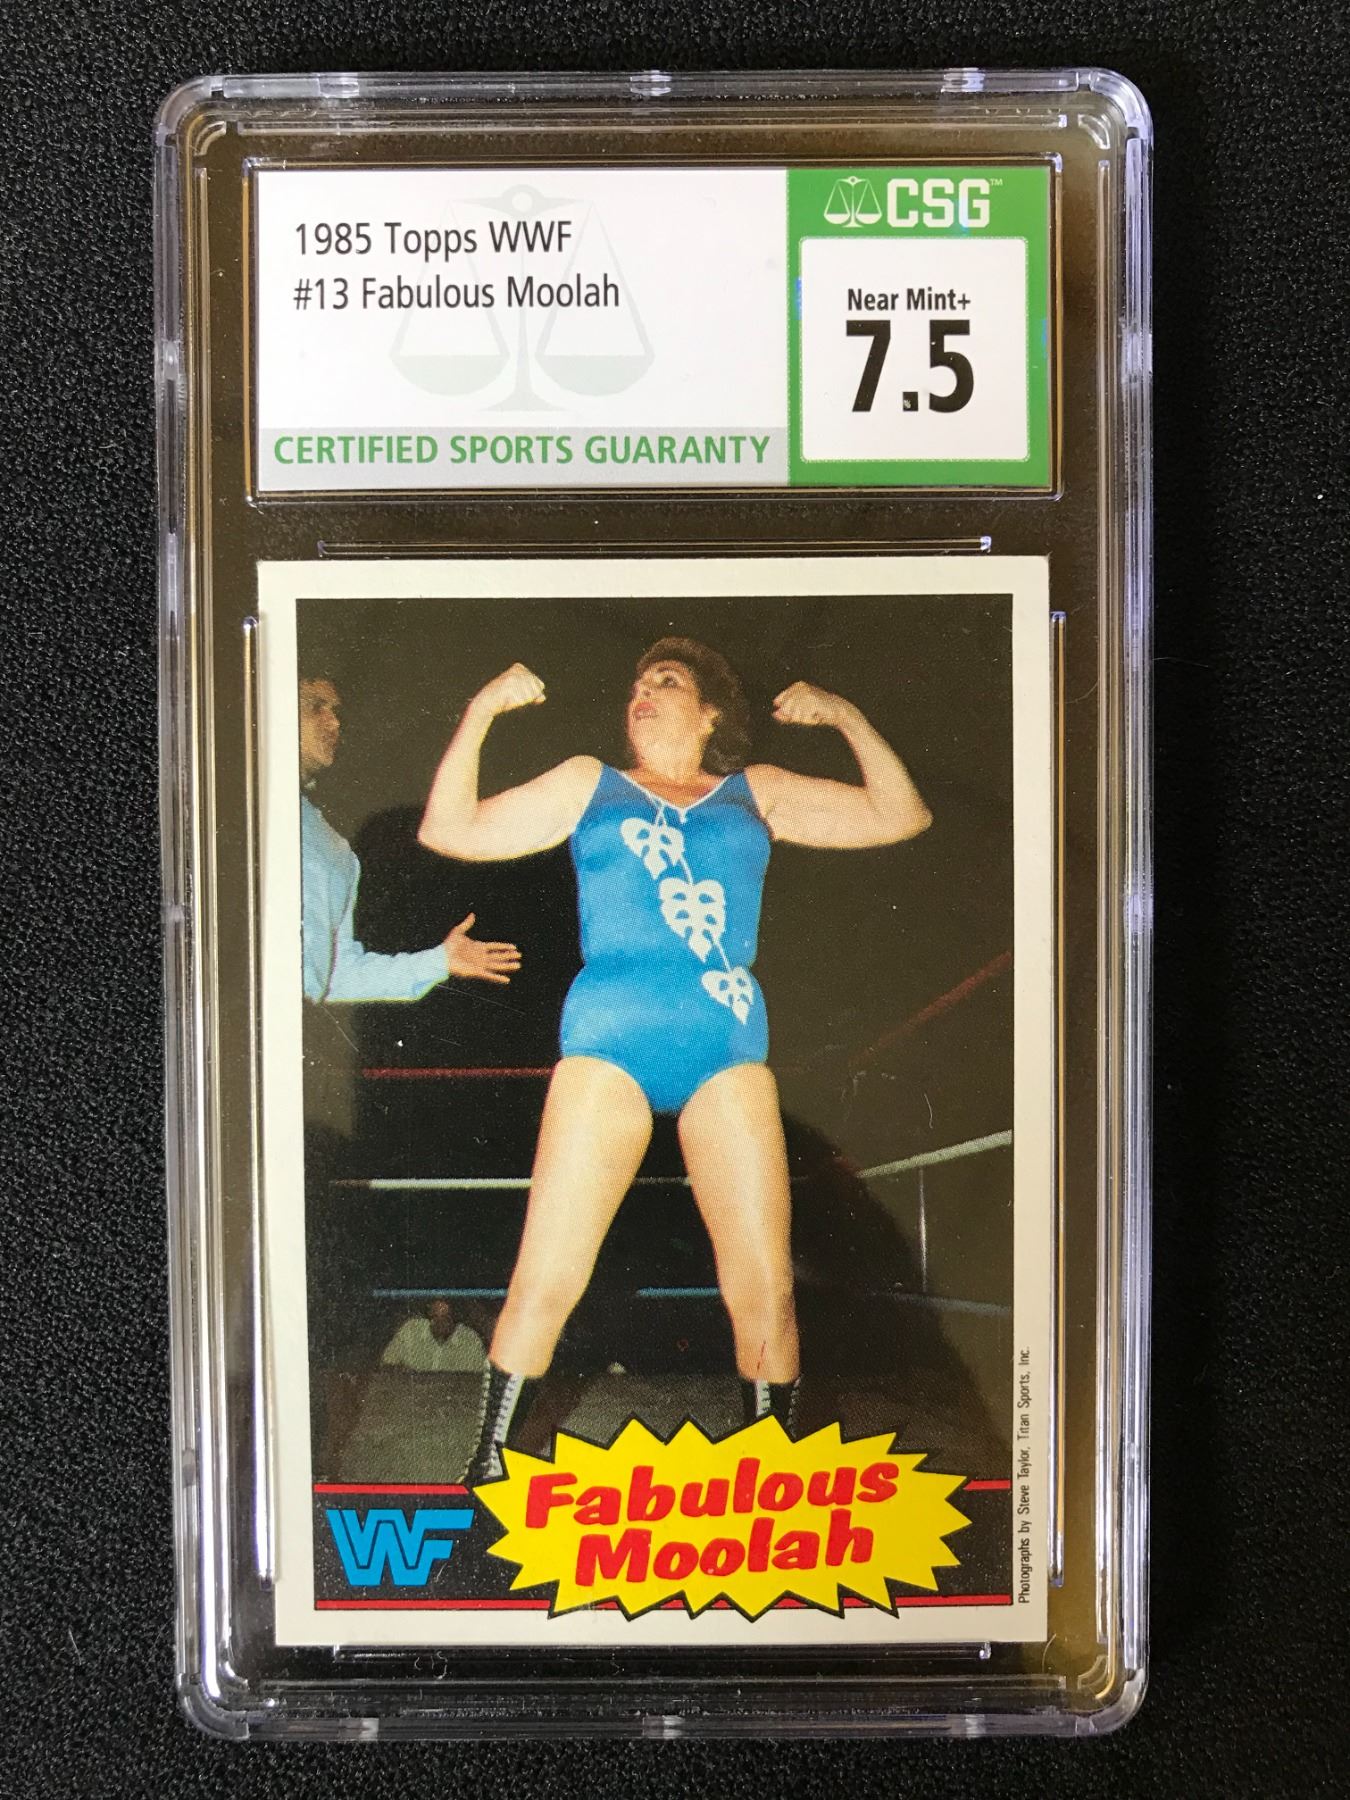 1985 Topps WWF
#13 Fabulous Moolah
CERTIFIED SPORTS GUARANTY
CSG™
Near Mint+
7.5
Photographs by Steve Taylor, Titan Sports, Inc.
WF
Fabulous
Moolah